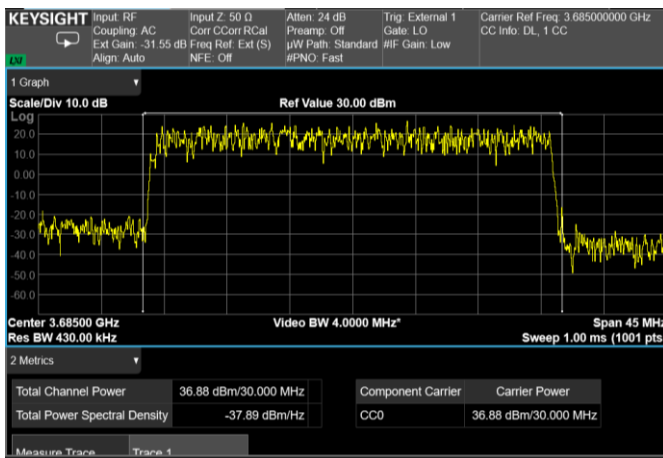 KEYSIGHT Input: RF Input Z: 50 Ω Atten: 24 dB Trig: External 1 Carrier Ref Freq: 3.685000000 GHz
Coupling: AC Corr CCorr RCal Preamp: Off Gate: LO CC Info: DL, 1 CC
Ext Gain: -31.55 dB Freq Ref: Ext (S) µW Path: Standard #IF Gain: Low
LXI Align: Auto NFE: Off #PNO: Fast
1 Graph
Scale/Div 10.0 dB Ref Value 30.00 dBm
Log
20.0
10.0
0.00
-10.0
-20.0
-30.0
-40.0
-50.0
-60.0
Center 3.68500 GHz Video BW 4.0000 MHz* Span 45 MHz
Res BW 430.00 kHz Sweep 1.00 ms (1001 pts
2 Metrics
Total Channel Power 36.88 dBm/30.000 MHz Component Carrier Carrier Power
Total Power Spectral Density -37.89 dBm/Hz CC0 36.88 dBm/30.000 MHz
Measure Trace Trace 1